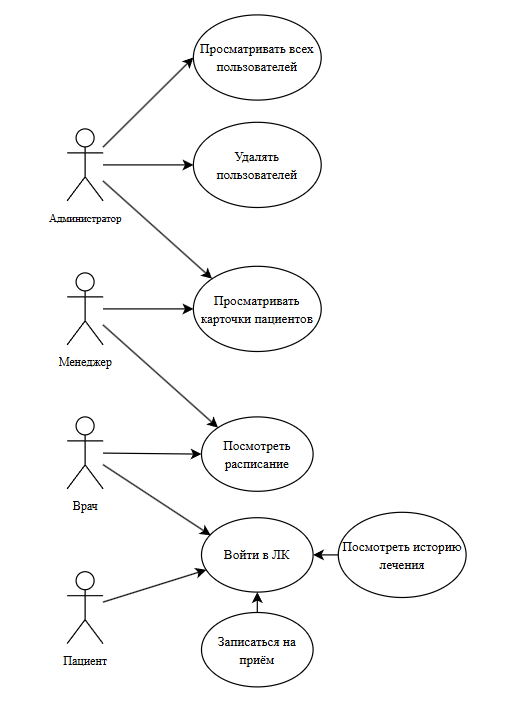 Просматривать всех
пользователей
Удалять
пользователей
Администратор
Просматривать
карточки пациентов
Менеджер
Посмотреть
расписание
Врач
Войти в ЛК
Посмотреть историю
лечения
Записаться на
приём
Пациент